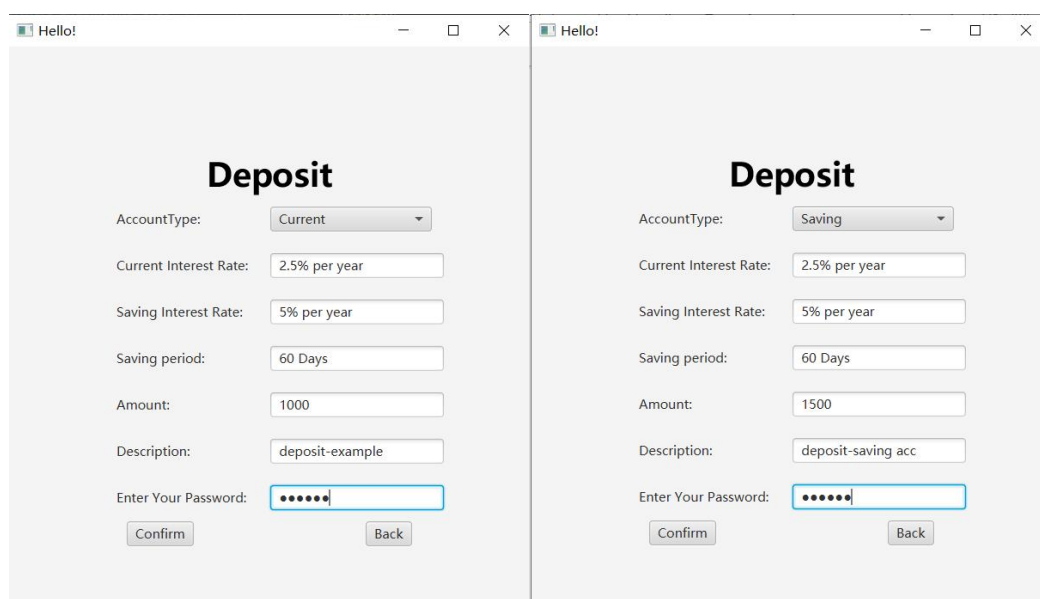 Hello!
Deposit
AccountType: Current
Current Interest Rate: 2.5% per year
Saving Interest Rate: 5% per year
Saving period: 60 Days
Amount: 1000
Description: deposit-example
Enter Your Password: ●●●●●●
Confirm Back
Hello!
Deposit
AccountType: Saving
Current Interest Rate: 2.5% per year
Saving Interest Rate: 5% per year
Saving period: 60 Days
Amount: 1500
Description: deposit-saving acc
Enter Your Password: ●●●●●●
Confirm Back